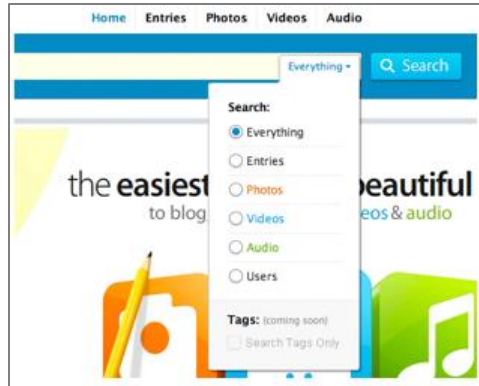 Home Entries Photos Videos Audio
Everything Search
Search:
Everything
Entries
the easiest eautiful
Photos
to blog eos & audio
Videos
Audio
Users
Tags: (coming soon)
Search Tags Only